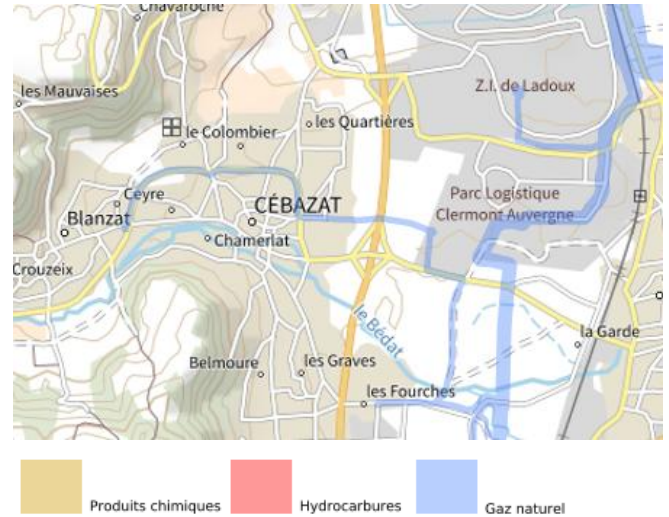 Chavaroche
les Mauvaises
Z.I. de Ladoux
les Quartières
le Colombier
Parc Logistique
Clermont Auvergne
Ceyre
CÉBAZAT
Blanzat
Chamerlat
Crouzeix
le Bédat
la Garde
Belmoure
les Graves
les Fourches
Produits chimiques
Hydrocarbures
Gaz naturel